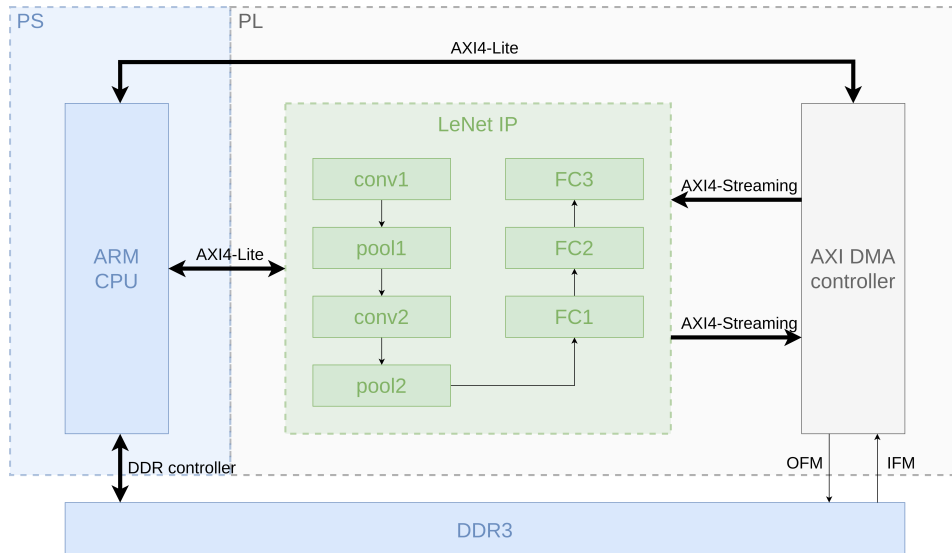 PS
PL
AXI4-Lite
LeNet IP
conv1
FC3
AXI4-Streaming
pool1
FC2
ARM
CPU
AXI4-Lite
AXI DMA
controller
conv2
FC1
AXI4-Streaming
pool2
DDR controller
OFM
IFM
DDR3